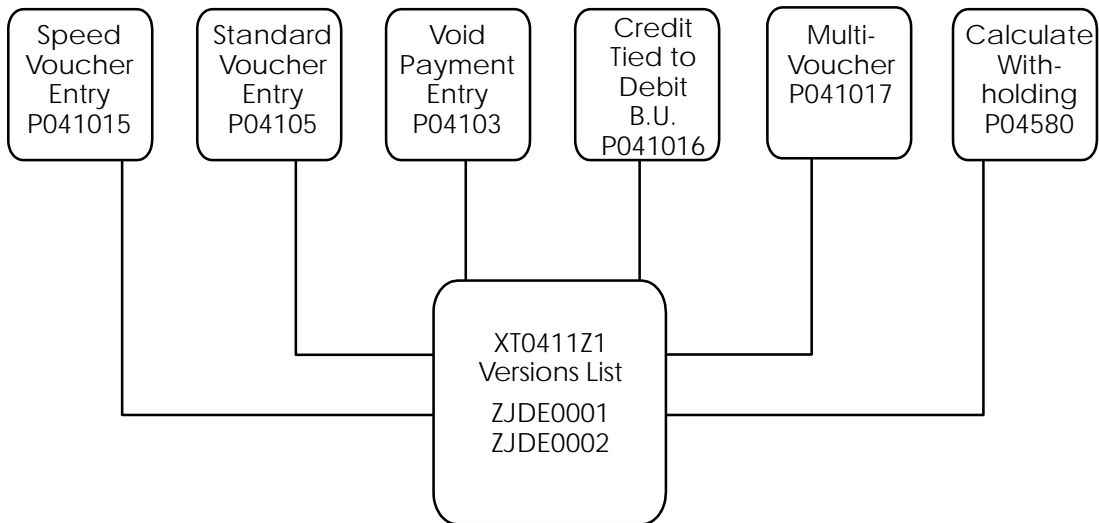 Speed
Voucher
Entry
P041015
Standard
Voucher
Entry
P04105
Void
Payment
Entry
P04103
Credit
Tied to
Debit
B.U.
P041016
Multi-
Voucher
P041017
Calculate
With-
holding
P04580
XT0411Z1
Versions List
ZJDE0001
ZJDE0002